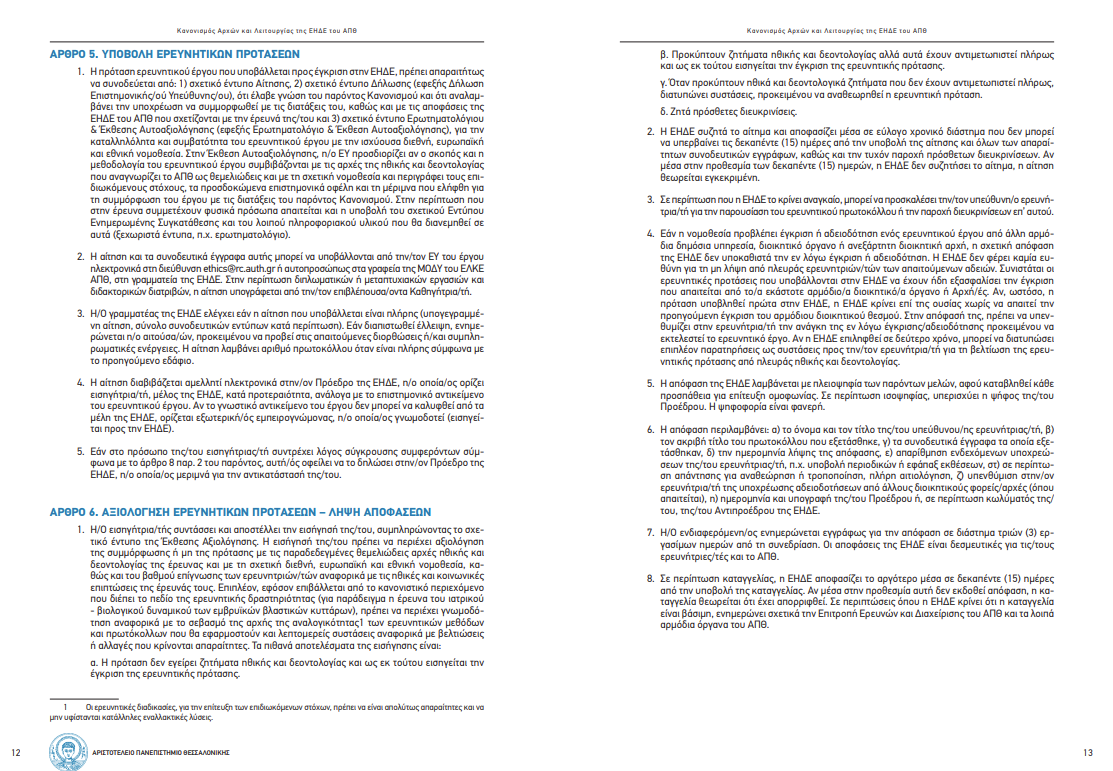 Κανονισμός Αρχών και Λειτουργίας της ΕΗΔΕ του ΑΠΘ
ΑΡΘΡΟ 5. ΥΠΟΒΟΛΗ ΕΡΕΥΝΗΤΙΚΩΝ ΠΡΟΤΑΣΕΩΝ
1. Η πρόταση ερευνητικού έργου που υποβάλλεται προς έγκριση στην ΕΗΔΕ, πρέπει απαραιτήτως
να συνοδεύεται από: 1) σχετικό έντυπο Αίτησης, 2) σχετικό έντυπο Δήλωσης (εφεξής Δήλωση
Επιστημονικής/ού Υπεύθυνης/ου), ότι έλαβε γνώση του παρόντος Κανονισμού και ότι αναλαμ-
βάνει την υποχρέωση να συμμορφωθεί με τις διατάξεις του, καθώς και με τις αποφάσεις της
ΕΗΔΕ του ΑΠΘ που σχετίζονται με την έρευνά της/του και 3) σχετικό έντυπο Ερωτηματολογίου
& Έκθεσης Αυτοαξιολόγησης (εφεξής Ερωτηματολόγιο & Έκθεση Αυτοαξιολόγησης), για την
καταλληλόλητα και συμβατότητα του ερευνητικού έργου με την ισχύουσα διεθνή, ευρωπαϊκή
και εθνική νομοθεσία. Στην Έκθεση Αυτοαξιολόγησης, η/ο ΕΥ προσδιορίζει αν ο σκοπός και η
μεθοδολογία του ερευνητικού έργου συμβιβάζονται με τις αρχές της ηθικής και δεοντολογίας
που αναγνωρίζει το ΑΠΘ ως θεμελιώδεις και με τη σχετική νομοθεσία και περιγράφει τους επι-
διωκόμενους στόχους, τα προσδοκώμενα επιστημονικά οφέλη και τη μέριμνα που ελήφθη για
τη συμμόρφωση του έργου με τις διατάξεις του παρόντος Κανονισμού. Στην περίπτωση που
στην έρευνα συμμετέχουν φυσικά πρόσωπα απαιτείται και η υποβολή του σχετικού Εντύπου
Ενημερωμένης Συγκατάθεσης και του λοιπού πληροφοριακού υλικού που θα διανεμηθεί σε
αυτά (ξεχωριστά έντυπα, π.χ. ερωτηματολόγιο).
2. Η αίτηση και τα συνοδευτικά έγγραφα αυτής μπορεί να υποβάλλονται από την/τον ΕΥ του έργου
ηλεκτρονικά στη διεύθυνση ethics@rc.auth.gr ή αυτοπροσώπως στα γραφεία της ΜΟΔΥ του ΕΛΚΕ
ΑΠΘ, στη γραμματεία της ΕΗΔΕ. Στην περίπτωση διπλωματικών ή μεταπτυχιακών εργασιών και
διδακτορικών διατριβών, η αίτηση υπογράφεται από την/τον επιβλέπουσα/οντα Καθηγήτρια/τή.
3. Η/Ο γραμματέας της ΕΗΔΕ ελέγχει εάν η αίτηση που υποβάλλεται είναι πλήρης (υπογεγραμμέ-
νη αίτηση, σύνολο συνοδευτικών εντύπων κατά περίπτωση). Εάν διαπιστωθεί έλλειψη, ενημε-
ρώνεται η/ο αιτούσα/ών, προκειμένου να προβεί στις απαιτούμενες διορθώσεις ή/και συμπλη-
ρωματικές ενέργειες. Η αίτηση λαμβάνει αριθμό πρωτοκόλλου όταν είναι πλήρης σύμφωνα με
το προηγούμενο εδάφιο.
4. Η αίτηση διαβιβάζεται αμελλητί ηλεκτρονικά στην/ον Πρόεδρο της ΕΗΔΕ, η/ο οποία/ος ορίζει
εισηγήτρια/τή, μέλος της ΕΗΔΕ, κατά προτεραιότητα, ανάλογα με το επιστημονικό αντικείμενο
του ερευνητικού έργου. Αν το γνωστικό αντικείμενο του έργου δεν μπορεί να καλυφθεί από τα
μέλη της ΕΗΔΕ, ορίζεται εξωτερική/ός εμπειρογνώμονας, η/ο οποία/ος γνωμοδοτεί (εισηγεί-
ται προς την ΕΗΔΕ).
5. Εάν στο πρόσωπο της/του εισηγήτριας/τή συντρέχει λόγος σύγκρουσης συμφερόντων σύμ-
φωνα με το άρθρο 8 παρ. 2 του παρόντος, αυτή/ός οφείλει να το δηλώσει στην/ον Πρόεδρο της
ΕΗΔΕ, η/ο οποία/ος μεριμνά για την αντικατάστασή της/του.
ΑΡΘΡΟ 6. ΑΞΙΟΛΟΓΗΣΗ ΕΡΕΥΝΗΤΙΚΩΝ ΠΡΟΤΑΣΕΩΝ – ΛΗΨΗ ΑΠΟΦΑΣΕΩΝ
1. Η/Ο εισηγήτρια/τής συντάσσει και αποστέλλει την εισήγησή της/του, συμπληρώνοντας το σχε-
τικό έντυπο της Έκθεσης Αξιολόγησης. Η εισήγησή της/του πρέπει να περιέχει αξιολόγηση
της συμμόρφωσης ή μη της πρότασης με τις παραδεδεγμένες θεμελιώδεις αρχές ηθικής και
δεοντολογίας της έρευνας και με τη σχετική διεθνή, ευρωπαϊκή και εθνική νομοθεσία, κα-
θώς και του βαθμού επίγνωσης των ερευνητριών/τών αναφορικά με τις ηθικές και κοινωνικές
επιπτώσεις της έρευνάς τους. Επιπλέον, εφόσον επιβάλλεται από το κανονιστικό περιεχόμενο
που διέπει το πεδίο της ερευνητικής δραστηριότητας (για παράδειγμα η έρευνα του ιατρικού
- βιολογικού δυναμικού των εμβρυϊκών βλαστικών κυττάρων), πρέπει να περιέχει γνωμοδό-
τηση αναφορικά με το σεβασμό της αρχής της αναλογικότητας1 των ερευνητικών μεθόδων
και πρωτοκόλλων που θα εφαρμοστούν και λεπτομερείς συστάσεις αναφορικά με βελτιώσεις
ή αλλαγές που κρίνονται απαραίτητες. Τα πιθανά αποτελέσματα της εισήγησης είναι:
α. Η πρόταση δεν εγείρει ζητήματα ηθικής και δεοντολογίας και ως εκ τούτου εισηγείται την
έγκριση της ερευνητικής πρότασης.
1 Οι ερευνητικές διαδικασίες, για την επίτευξη των επιδιωκόμενων στόχων, πρέπει να είναι απολύτως απαραίτητες και να
μην υφίστανται κατάλληλες εναλλακτικές λύσεις.
12
ΑΡΙΣΤΟΤΕΛΕΙΟ ΠΑΝΕΠΙΣΤΗΜΙΟ ΘΕΣΣΑΛΟΝΙΚΗΣ
Κανονισμός Αρχών και Λειτουργίας της ΕΗΔΕ του ΑΠΘ
β. Προκύπτουν ζητήματα ηθικής και δεοντολογίας αλλά αυτά έχουν αντιμετωπιστεί πλήρως
και ως εκ τούτου εισηγείται την έγκριση της ερευνητικής πρότασης.
γ. Όταν προκύπτουν ηθικά και δεοντολογικά ζητήματα που δεν έχουν αντιμετωπιστεί πλήρως,
διατυπώνει συστάσεις, προκειμένου να αναθεωρηθεί η ερευνητική πρόταση.
δ. Ζητά πρόσθετες διευκρινίσεις.
2. Η ΕΗΔΕ συζητά το αίτημα και αποφασίζει μέσα σε εύλογο χρονικό διάστημα που δεν μπορεί
να υπερβαίνει τις δεκαπέντε (15) ημέρες από την υποβολή της αίτησης και όλων των απαραί-
τητων συνοδευτικών εγγράφων, καθώς και την τυχόν παροχή πρόσθετων διευκρινίσεων. Αν
μέσα στην προθεσμία των δεκαπέντε (15) ημερών, η ΕΗΔΕ δεν συζητήσει το αίτημα, η αίτηση
θεωρείται εγκεκριμένη.
3. Σε περίπτωση που η ΕΗΔΕ το κρίνει αναγκαίο, μπορεί να προσκαλέσει την/τον υπεύθυνη/ο ερευνή-
τρια/τή για την παρουσίαση του ερευνητικού πρωτοκόλλου ή την παροχή διευκρινίσεων επ' αυτού.
4. Εάν η νομοθεσία προβλέπει έγκριση ή αδειοδότηση ενός ερευνητικού έργου από άλλη αρμό-
δια δημόσια υπηρεσία, διοικητικό όργανο ή ανεξάρτητη διοικητική αρχή, η σχετική απόφαση
της ΕΗΔΕ δεν υποκαθιστά την εν λόγω έγκριση ή αδειοδότηση. Η ΕΗΔΕ δεν φέρει καμία ευ-
θύνη για τη μη λήψη από πλευράς ερευνητριών/τών των απαιτούμενων αδειών. Συνιστάται οι
ερευνητικές προτάσεις που υποβάλλονται στην ΕΗΔΕ να έχουν ήδη εξασφαλίσει την έγκριση
που απαιτείται από το/α εκάστοτε αρμόδιο/α διοικητικό/ά όργανο ή Αρχή/ές. Αν, ωστόσο, η
πρόταση υποβληθεί πρώτα στην ΕΗΔΕ, η ΕΗΔΕ κρίνει επί της ουσίας χωρίς να απαιτεί την
προηγούμενη έγκριση του αρμόδιου διοικητικού θεσμού. Στην απόφασή της, πρέπει να υπεν-
θυμίζει στην ερευνήτρια/τή την ανάγκη της εν λόγω έγκρισης/αδειοδότησης προκειμένου να
εκτελεστεί το ερευνητικό έργο. Αν η ΕΗΔΕ επιληφθεί σε δεύτερο χρόνο, μπορεί να διατυπώσει
επιπλέον παρατηρήσεις ως συστάσεις προς την/τον ερευνήτρια/τή για τη βελτίωση της ερευ-
νητικής πρότασης από πλευράς ηθικής και δεοντολογίας.
5. Η απόφαση της ΕΗΔΕ λαμβάνεται με πλειοψηφία των παρόντων μελών, αφού καταβληθεί κάθε
προσπάθεια για επίτευξη ομοφωνίας. Σε περίπτωση ισοψηφίας, υπερισχύει η ψήφος της/του
Προέδρου. Η ψηφοφορία είναι φανερή.
6. Η απόφαση περιλαμβάνει: α) το όνομα και τον τίτλο της/του υπεύθυνου/ης ερευνήτριας/τή, β)
τον ακριβή τίτλο του πρωτοκόλλου που εξετάσθηκε, γ) τα συνοδευτικά έγγραφα τα οποία εξε-
τάσθηκαν, δ) την ημερομηνία λήψης της απόφασης, ε) απαρίθμηση ενδεχόμενων υποχρεώ-
σεων της/του ερευνήτριας/τή, π.χ. υποβολή περιοδικών ή εφάπαξ εκθέσεων, στ) σε περίπτω-
ση απάντησης για αναθεώρηση ή τροποποίηση, πλήρη αιτιολόγηση, ζ) υπενθύμιση στην/ον
ερευνήτρια/τή της υποχρέωσης αδειοδοτήσεων από άλλους διοικητικούς φορείς/αρχές (όπου
απαιτείται), η) ημερομηνία και υπογραφή της/του Προέδρου ή, σε περίπτωση κωλύματός της/
του, της/του Αντιπροέδρου της ΕΗΔΕ.
7. Η/Ο ενδιαφερόμενη/ος ενημερώνεται εγγράφως για την απόφαση σε διάστημα τριών (3) ερ-
γασίμων ημερών από τη συνεδρίαση. Οι αποφάσεις της ΕΗΔΕ είναι δεσμευτικές για τις/τους
ερευνήτριες/τές και το ΑΠΘ.
8. Σε περίπτωση καταγγελίας, η ΕΗΔΕ αποφασίζει το αργότερο μέσα σε δεκαπέντε (15) ημέρες
από την υποβολή της καταγγελίας. Αν μέσα στην προθεσμία αυτή δεν εκδοθεί απόφαση, η κα-
ταγγελία θεωρείται ότι έχει απορριφθεί. Σε περιπτώσεις όπου η ΕΗΔΕ κρίνει ότι η καταγγελία
είναι βάσιμη, ενημερώνει σχετικά την Επιτροπή Ερευνών και Διαχείρισης του ΑΠΘ και τα λοιπά
αρμόδια όργανα του ΑΠΘ.
13